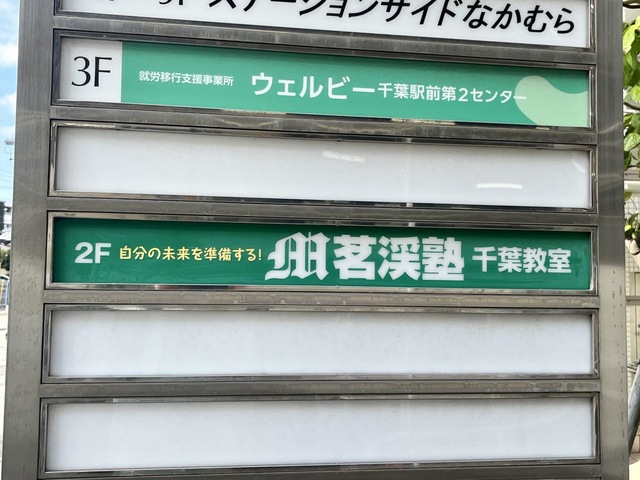 ステーションサイドなかむら
3F 就労移行支援事業所 ウェルビー千葉駅前第2センター
2F 自分の未来を準備する! M茗渓塾 千葉教室